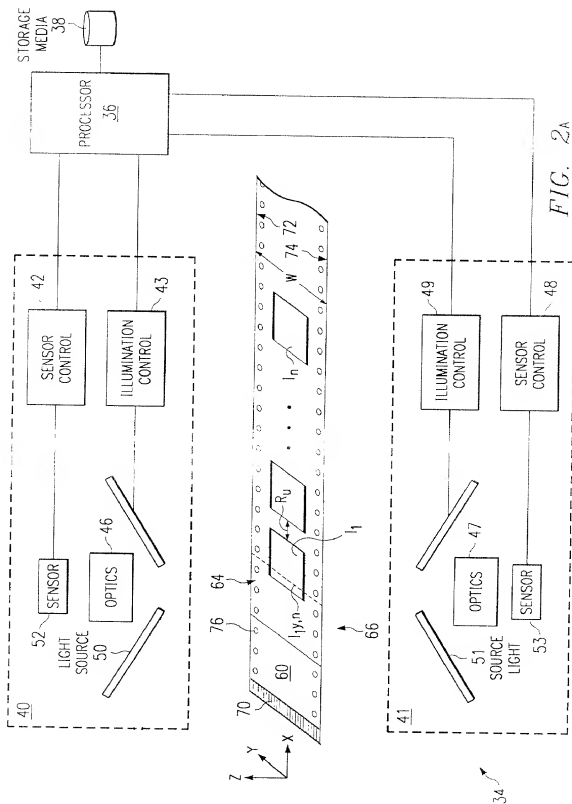 STORAGE
MEDIA
38
PROCESSOR
36
42
SENSOR
CONTROL
43
ILLUMINATION
CONTROL
52
SENSOR
46
OPTICS
LIGHT
SOURCE
50
40
72
74
W
In
Ru
I1
I1y,n
64
76
60
70
66
Z
Y
X
49
ILLUMINATION
CONTROL
48
SENSOR
CONTROL
47
OPTICS
SENSOR
53
51
SOURCE
LIGHT
41
34
FIG. 2A